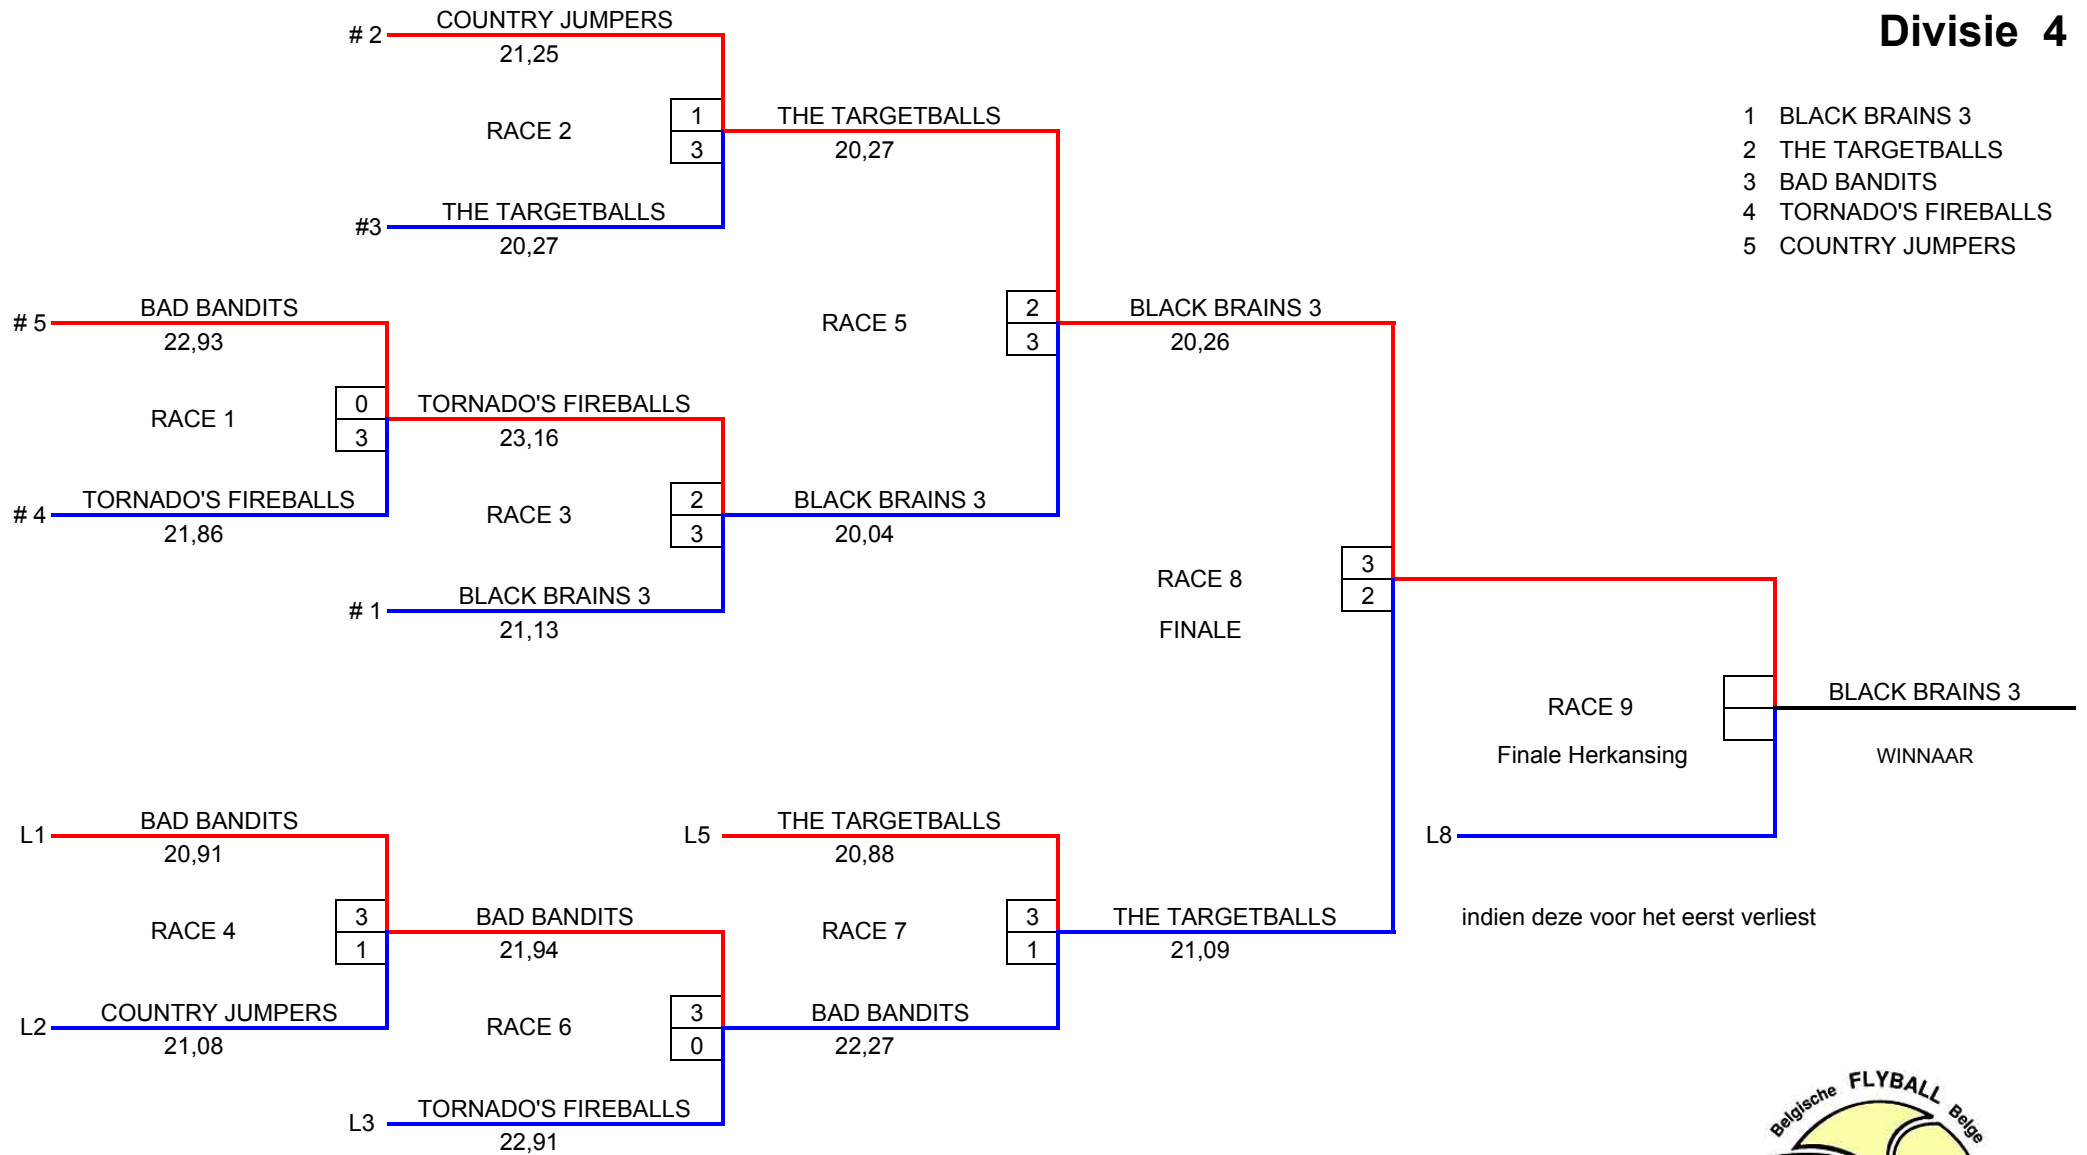 Divisie 4
1 BLACK BRAINS 3
2 THE TARGETBALLS
3 BAD BANDITS
4 TORNADO'S FIREBALLS
5 COUNTRY JUMPERS
# 2
COUNTRY JUMPERS
21,25
RACE 2
1
3
#3
THE TARGETBALLS
20,27
THE TARGETBALLS
20,27
# 5
BAD BANDITS
22,93
RACE 1
0
3
# 4
TORNADO'S FIREBALLS
21,86
TORNADO'S FIREBALLS
23,16
RACE 3
2
3
# 1
BLACK BRAINS 3
21,13
BLACK BRAINS 3
20,04
RACE 5
2
3
BLACK BRAINS 3
20,26
RACE 8
FINALE
3
2
RACE 9
Finale Herkansing
BLACK BRAINS 3
WINNAAR
L8
indien deze voor het eerst verliest
L1
BAD BANDITS
20,91
RACE 4
3
1
L2
COUNTRY JUMPERS
21,08
BAD BANDITS
21,94
RACE 6
3
0
L3
TORNADO'S FIREBALLS
22,91
L5
THE TARGETBALLS
20,88
RACE 7
3
1
BAD BANDITS
22,27
THE TARGETBALLS
21,09
Belgische FLYBALL Belge